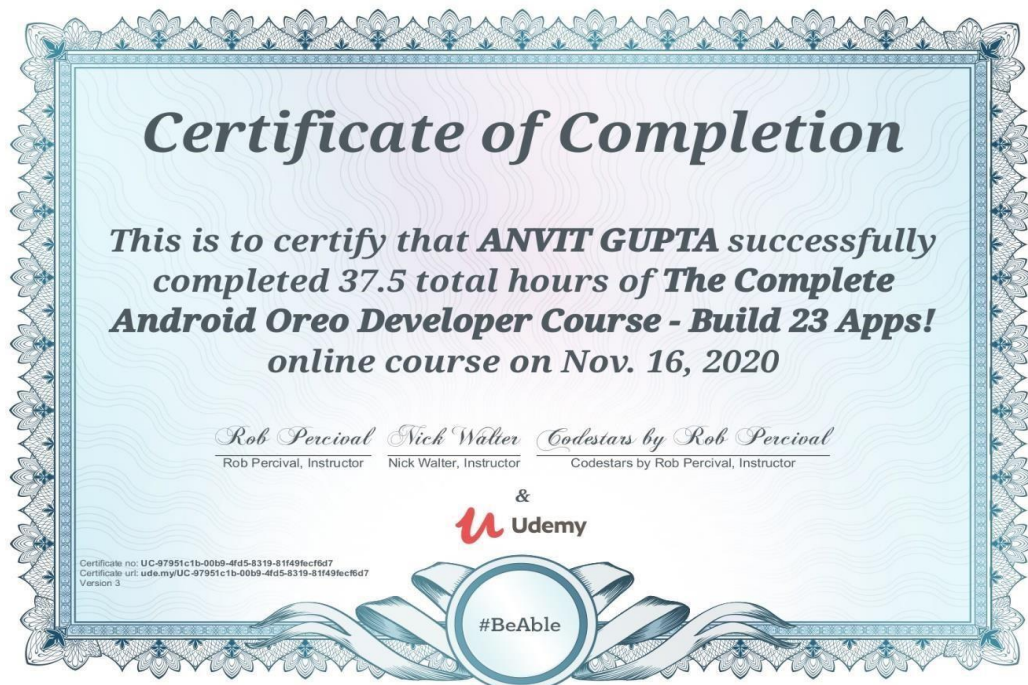 Certificate of Completion
This is to certify that ANVIT GUPTA successfully
completed 37.5 total hours of The Complete
Android Oreo Developer Course - Build 23 Apps!
online course on Nov. 16, 2020
Rob Percival Nick Walter Codestars by Rob Percival
Rob Percival, Instructor Nick Walter, Instructor Codestars by Rob Percival, Instructor
&
Udemy
Certificate no: UC-97951c1b-00b9-4fd5-8319-81f49fecf6d7
Certificate url: ude.my/UC-97951c1b-00b9-4fd5-8319-81f49fecf6d7
Version 3
#BeAble